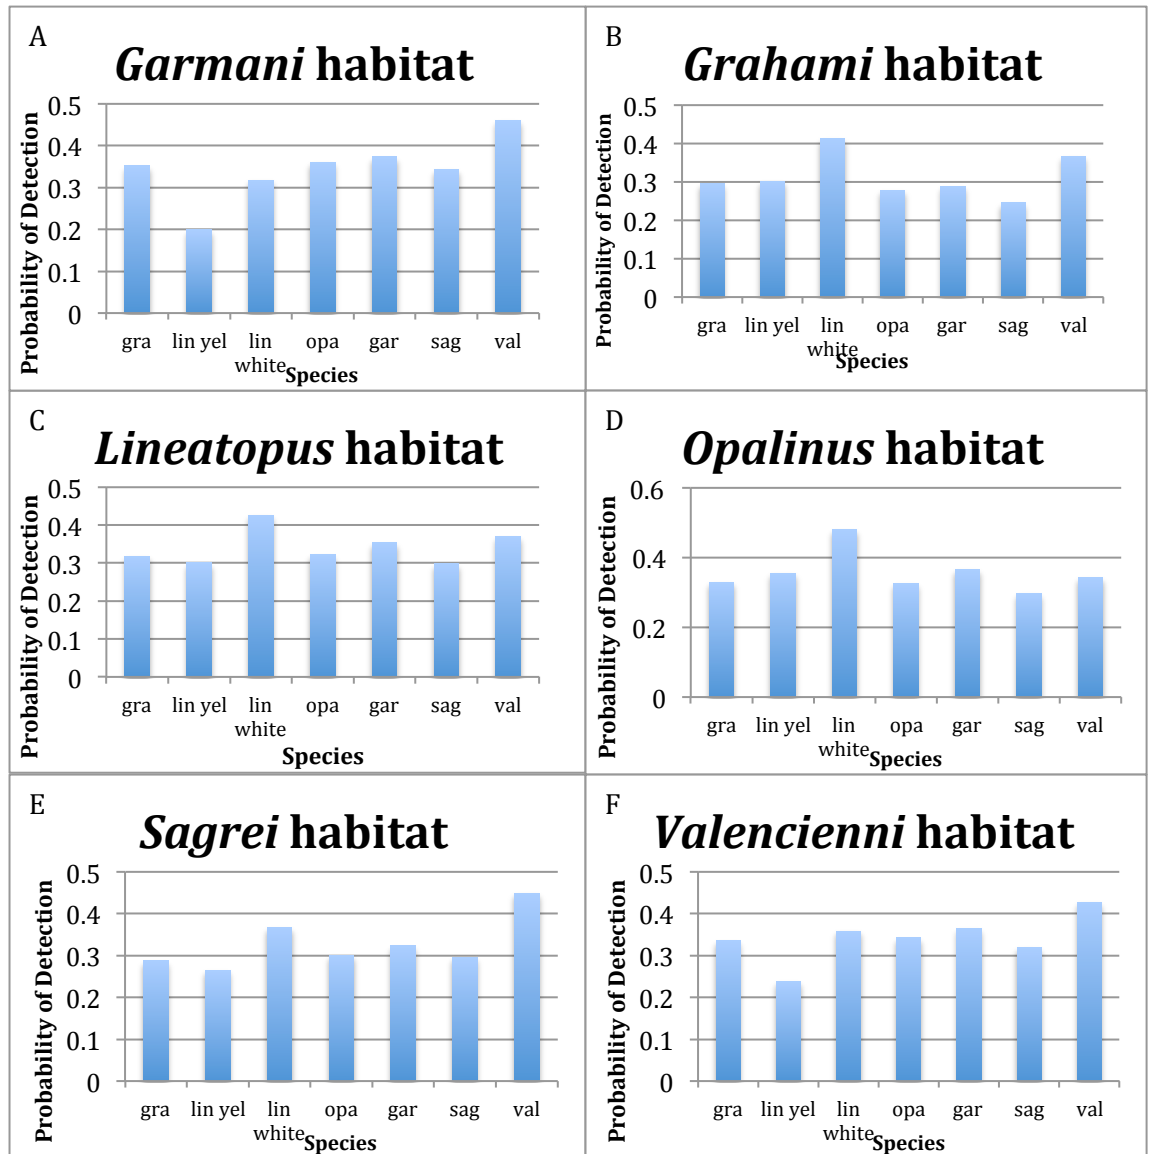 A
Garmani habitat
Probability of Detection
0.5
0.4
0.3
0.2
0.1
0
gra lin yel lin white opa gar sag val
Species
B
Grahami habitat
Probability of Detection
0.5
0.4
0.3
0.2
0.1
0
gra lin yel lin white opa gar sag val
Species
C
Lineatopus habitat
Probability of Detection
0.5
0.4
0.3
0.2
0.1
0
gra lin yel lin white opa gar sag val
Species
D
Opalinus habitat
Probability of Detection
0.6
0.4
0.2
0
gra lin yel lin white opa gar sag val
Species
E
Sagrei habitat
Probability of Detection
0.5
0.4
0.3
0.2
0.1
0
gra lin yel lin white opa gar sag val
Species
F
Valencienni habitat
Probability of Detection
0.5
0.4
0.3
0.2
0.1
0
gra lin yel lin white opa gar sag val
Species